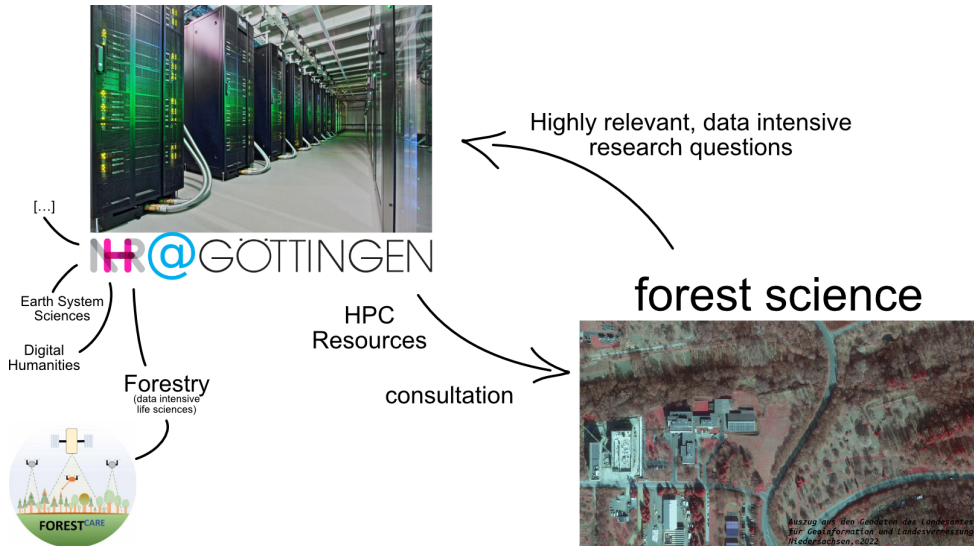 Highly relevant, data intensive
research questions
[...]
NHR@GÖTTINGEN
Earth System
Sciences
Digital
Humanities
Forestry
(data intensive
life sciences)
HPC
Resources
consultation
forest science
FORESTCARE
Auszug aus den Geodaten des Landesamtes
für Geoinformation und Landesvermessung
Niedersachsen,©2022